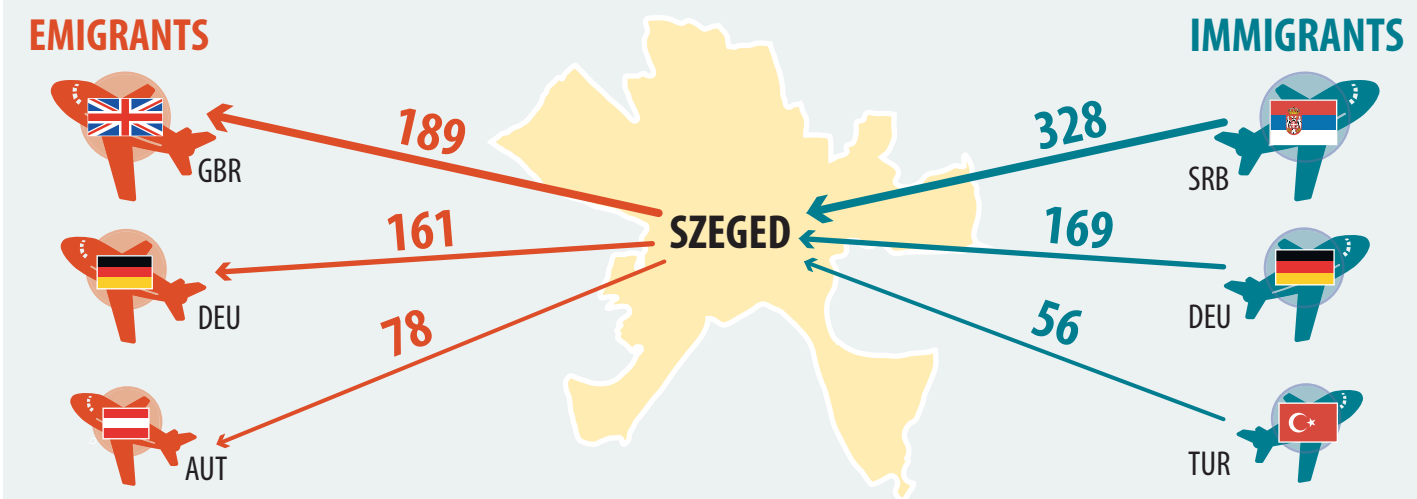 EMIGRANTS
IMMIGRANTS
189
GBR
328
SRB
161
DEU
SZEGED
169
DEU
78
AUT
56
TUR